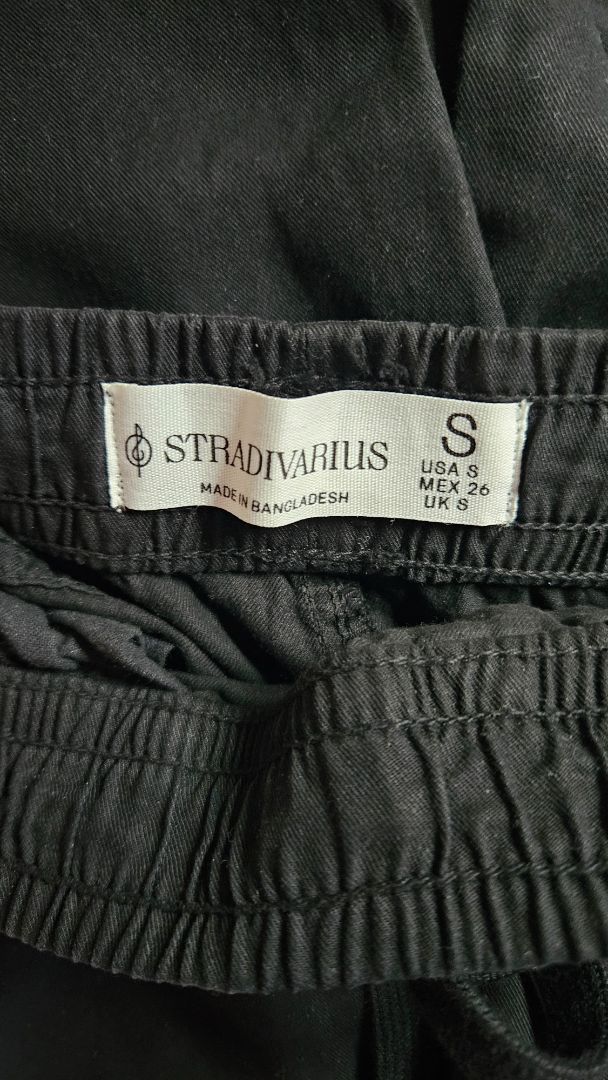 STRADIVARIUS
MADE IN BANGLADESH
S
USA S
MEX 26
UK S